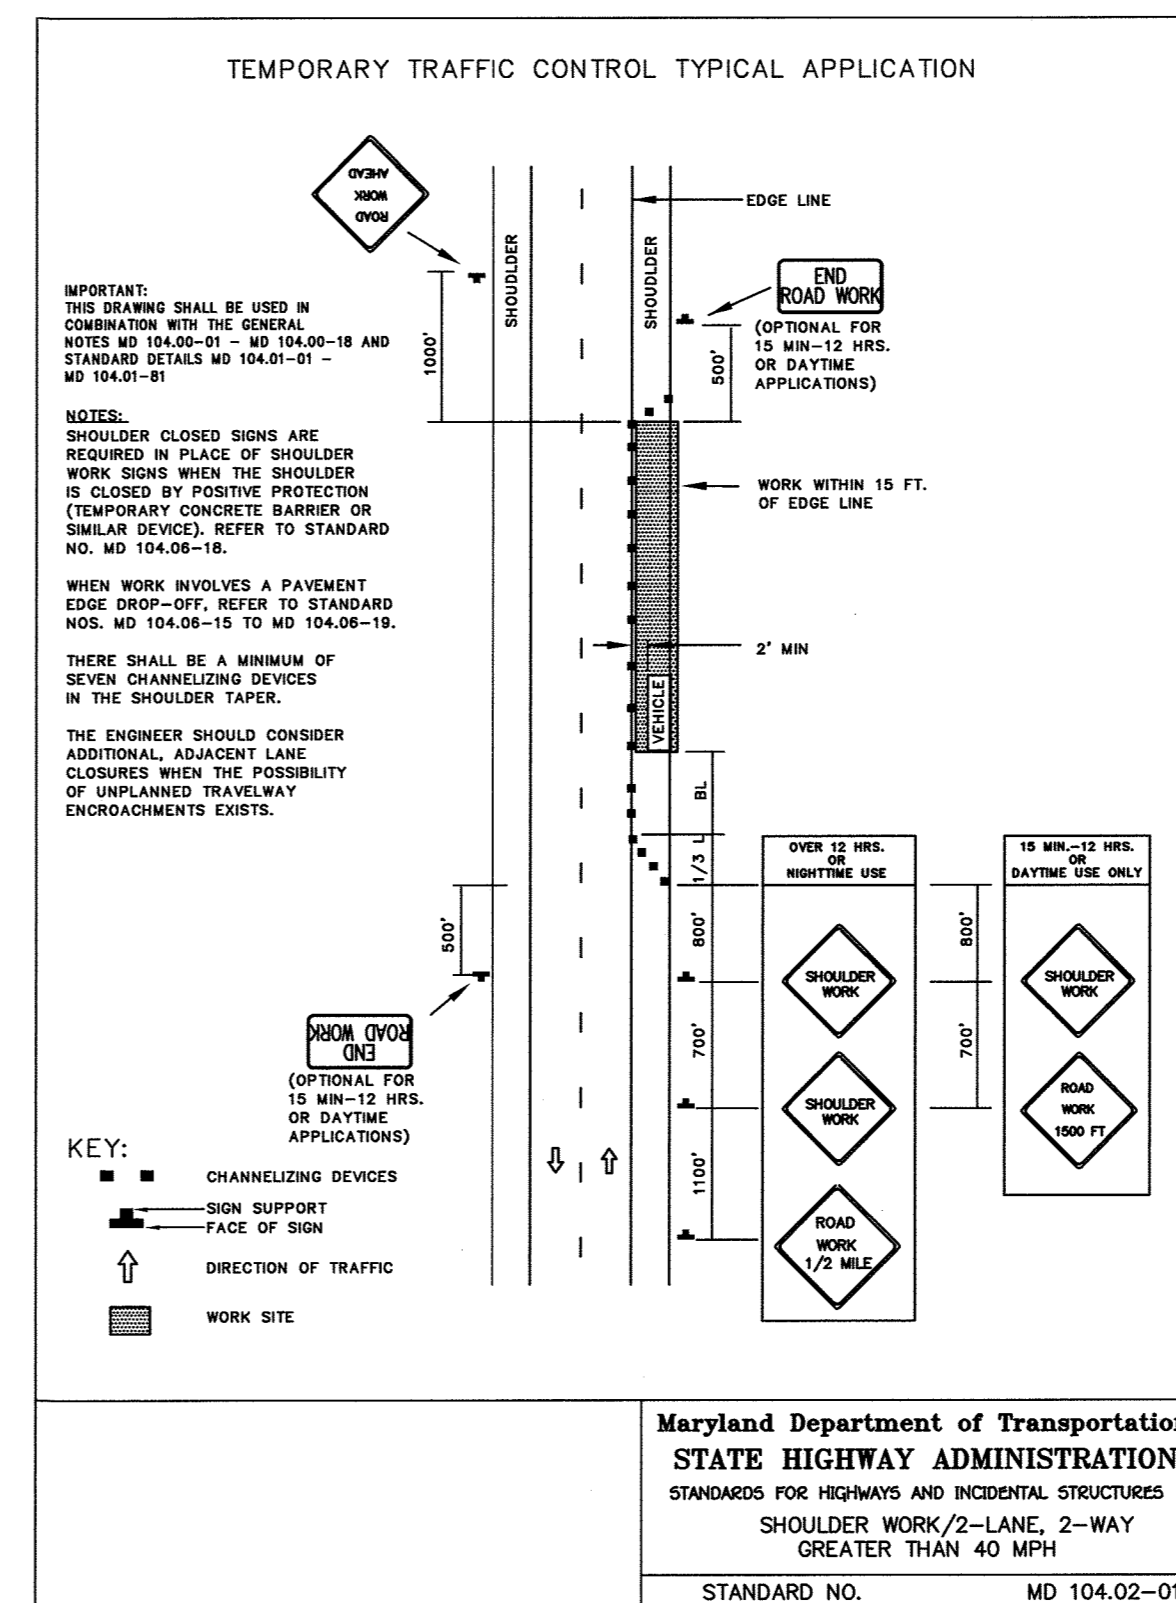 TEMPORARY TRAFFIC CONTROL TYPICAL APPLICATION
ROAD
WORK
AHEAD
EDGE LINE
SHOUDLDER
SHOUDLDER
END
ROAD WORK
(OPTIONAL FOR
15 MIN-12 HRS.
OR DAYTIME
APPLICATIONS)
1000'
500'
IMPORTANT:
THIS DRAWING SHALL BE USED IN
COMBINATION WITH THE GENERAL
NOTES MD 104.00-01 - MD 104.00-18 AND
STANDARD DETAILS MD 104.01-01 -
MD 104.01-81
NOTES:
SHOULDER CLOSED SIGNS ARE
REQUIRED IN PLACE OF SHOULDER
WORK SIGNS WHEN THE SHOULDER
IS CLOSED BY POSITIVE PROTECTION
(TEMPORARY CONCRETE BARRIER OR
SIMILAR DEVICE). REFER TO STANDARD
NO. MD 104.06-18.
WHEN WORK INVOLVES A PAVEMENT
EDGE DROP-OFF, REFER TO STANDARD
NOS. MD 104.06-15 TO MD 104.06-19.
THERE SHALL BE A MINIMUM OF
SEVEN CHANNELIZING DEVICES
IN THE SHOULDER TAPER.
THE ENGINEER SHOULD CONSIDER
ADDITIONAL, ADJACENT LANE
CLOSURES WHEN THE POSSIBILITY
OF UNPLANNED TRAVELWAY
ENCROACHMENTS EXISTS.
WORK WITHIN 15 FT.
OF EDGE LINE
2' MIN
VEHICLE
BL
1/3 L
800'
700'
1100'
OVER 12 HRS.
OR
NIGHTTIME USE
SHOULDER
WORK
SHOULDER
WORK
ROAD
WORK
1/2 MILE
800'
700'
15 MIN.-12 HRS.
OR
DAYTIME USE ONLY
SHOULDER
WORK
ROAD
WORK
1500 FT
500'
END
ROAD WORK
(OPTIONAL FOR
15 MIN-12 HRS.
OR DAYTIME
APPLICATIONS)
KEY:
CHANNELIZING DEVICES
SIGN SUPPORT
FACE OF SIGN
DIRECTION OF TRAFFIC
WORK SITE
Maryland Department of Transportation
STATE HIGHWAY ADMINISTRATION
STANDARDS FOR HIGHWAYS AND INCIDENTAL STRUCTURES
SHOULDER WORK/2-LANE, 2-WAY
GREATER THAN 40 MPH
STANDARD NO. MD 104.02-01